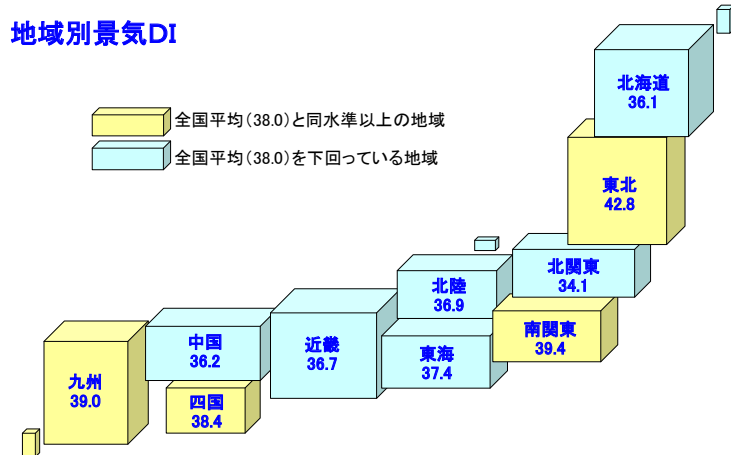 地域別景気DI
全国平均(38.0)と同水準以上の地域
全国平均(38.0)を下回っている地域
北海道
36.1
東北
42.8
北陸
36.9
北関東
34.1
中国
36.2
近畿
36.7
東海
37.4
南関東
39.4
九州
39.0
四国
38.4